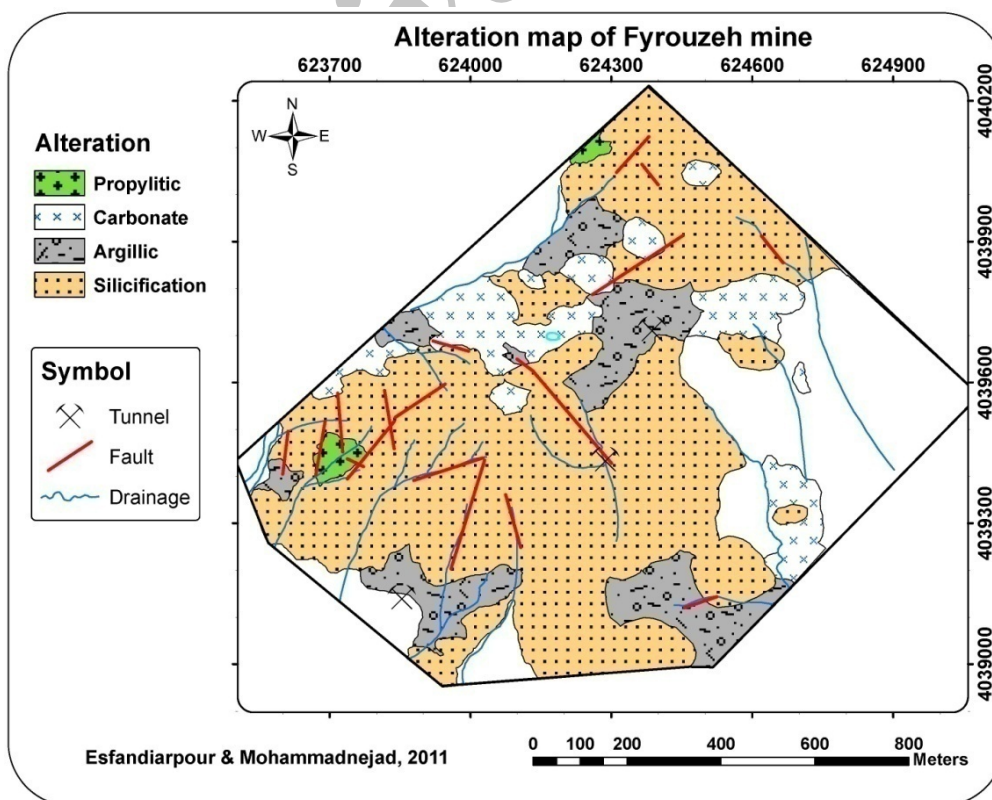 Alteration map of Fyrouzeh mine
623700 624000 624300 624600 624900
4040200
4039900
4039600
4039300
4039000
N
W E
S
Alteration
Propylitic
Carbonate
Argillic
Silicification
Symbol
Tunnel
Fault
Drainage
Esfandiarpour & Mohammadnejad, 2011
0 100 200 400 600 800
Meters